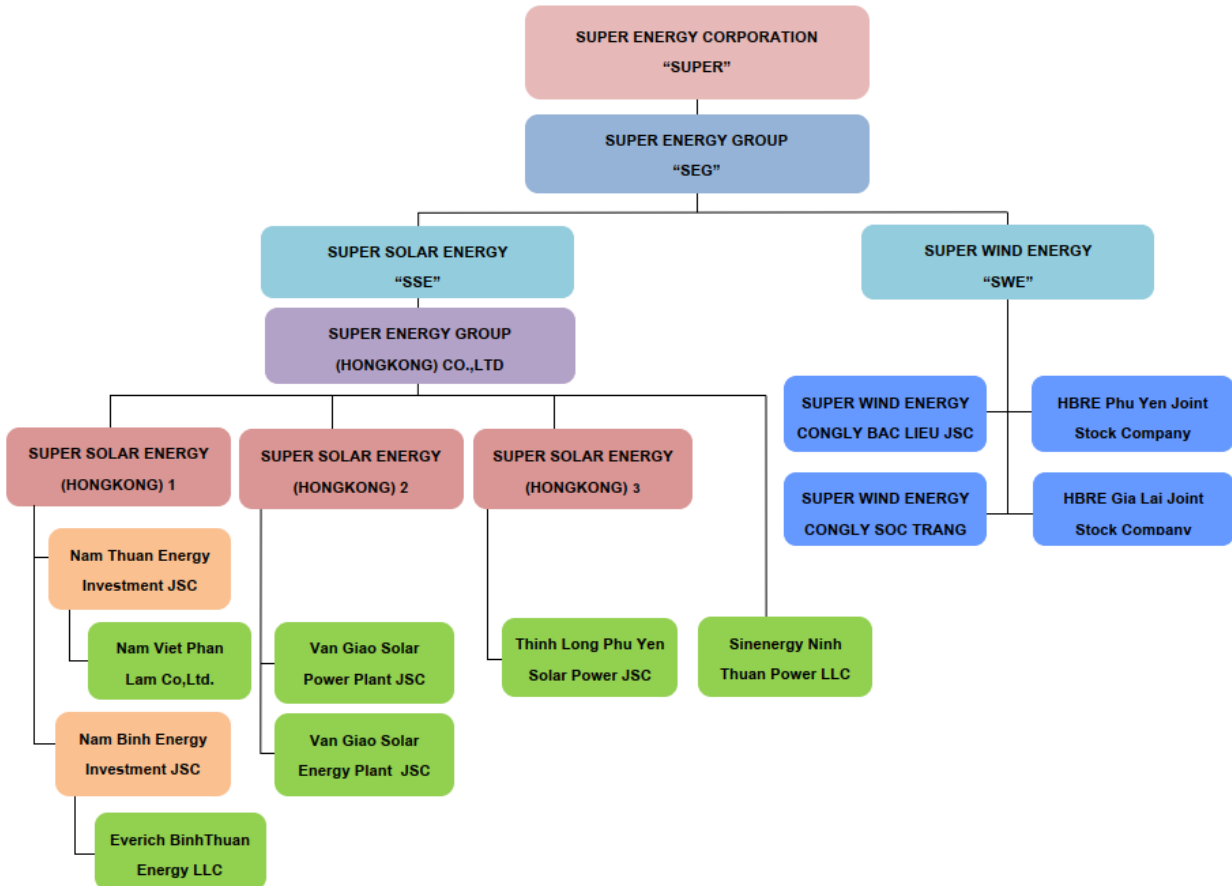 SUPER ENERGY CORPORATION
“SUPER”
SUPER ENERGY GROUP
“SEG”
SUPER SOLAR ENERGY
“SSE”
SUPER WIND ENERGY
“SWE”
SUPER ENERGY GROUP
(HONGKONG) CO.,LTD
SUPER WIND ENERGY
CONGLY BAC LIEU JSC
HBRE Phu Yen Joint
Stock Company
SUPER SOLAR ENERGY
(HONGKONG) 1
SUPER SOLAR ENERGY
(HONGKONG) 2
SUPER SOLAR ENERGY
(HONGKONG) 3
SUPER WIND ENERGY
CONGLY SOC TRANG
HBRE Gia Lai Joint
Stock Company
Nam Thuan Energy
Investment JSC
Nam Viet Phan
Lam Co,Ltd.
Van Giao Solar
Power Plant JSC
Thinh Long Phu Yen
Solar Power JSC
Sinenergy Ninh
Thuan Power LLC
Nam Binh Energy
Investment JSC
Van Giao Solar
Energy Plant JSC
Everich BinhThuan
Energy LLC